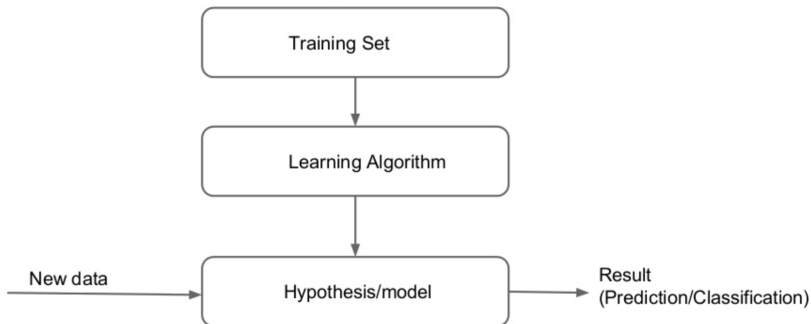 Training Set
Learning Algorithm
New data
Hypothesis/model
Result
(Prediction/Classification)